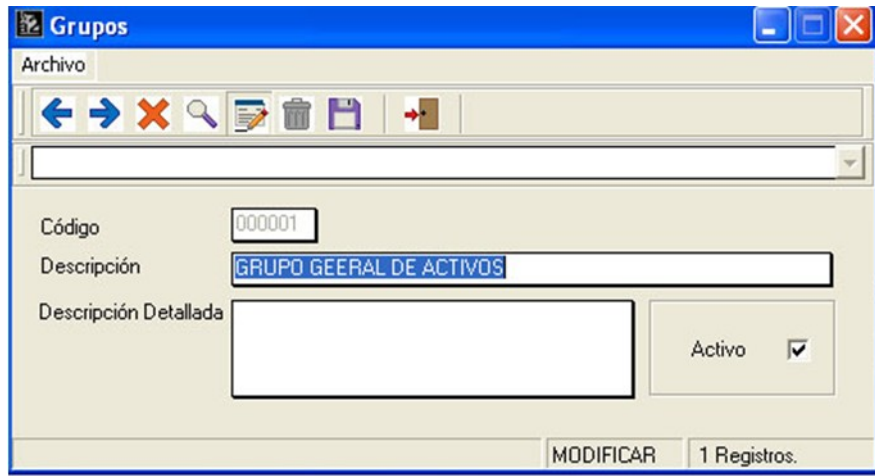 Grupos
Archivo
Código 000001
Descripción GRUPO GEERAL DE ACTIVOS
Descripción Detallada
Activo
MODIFICAR 1 Registros.